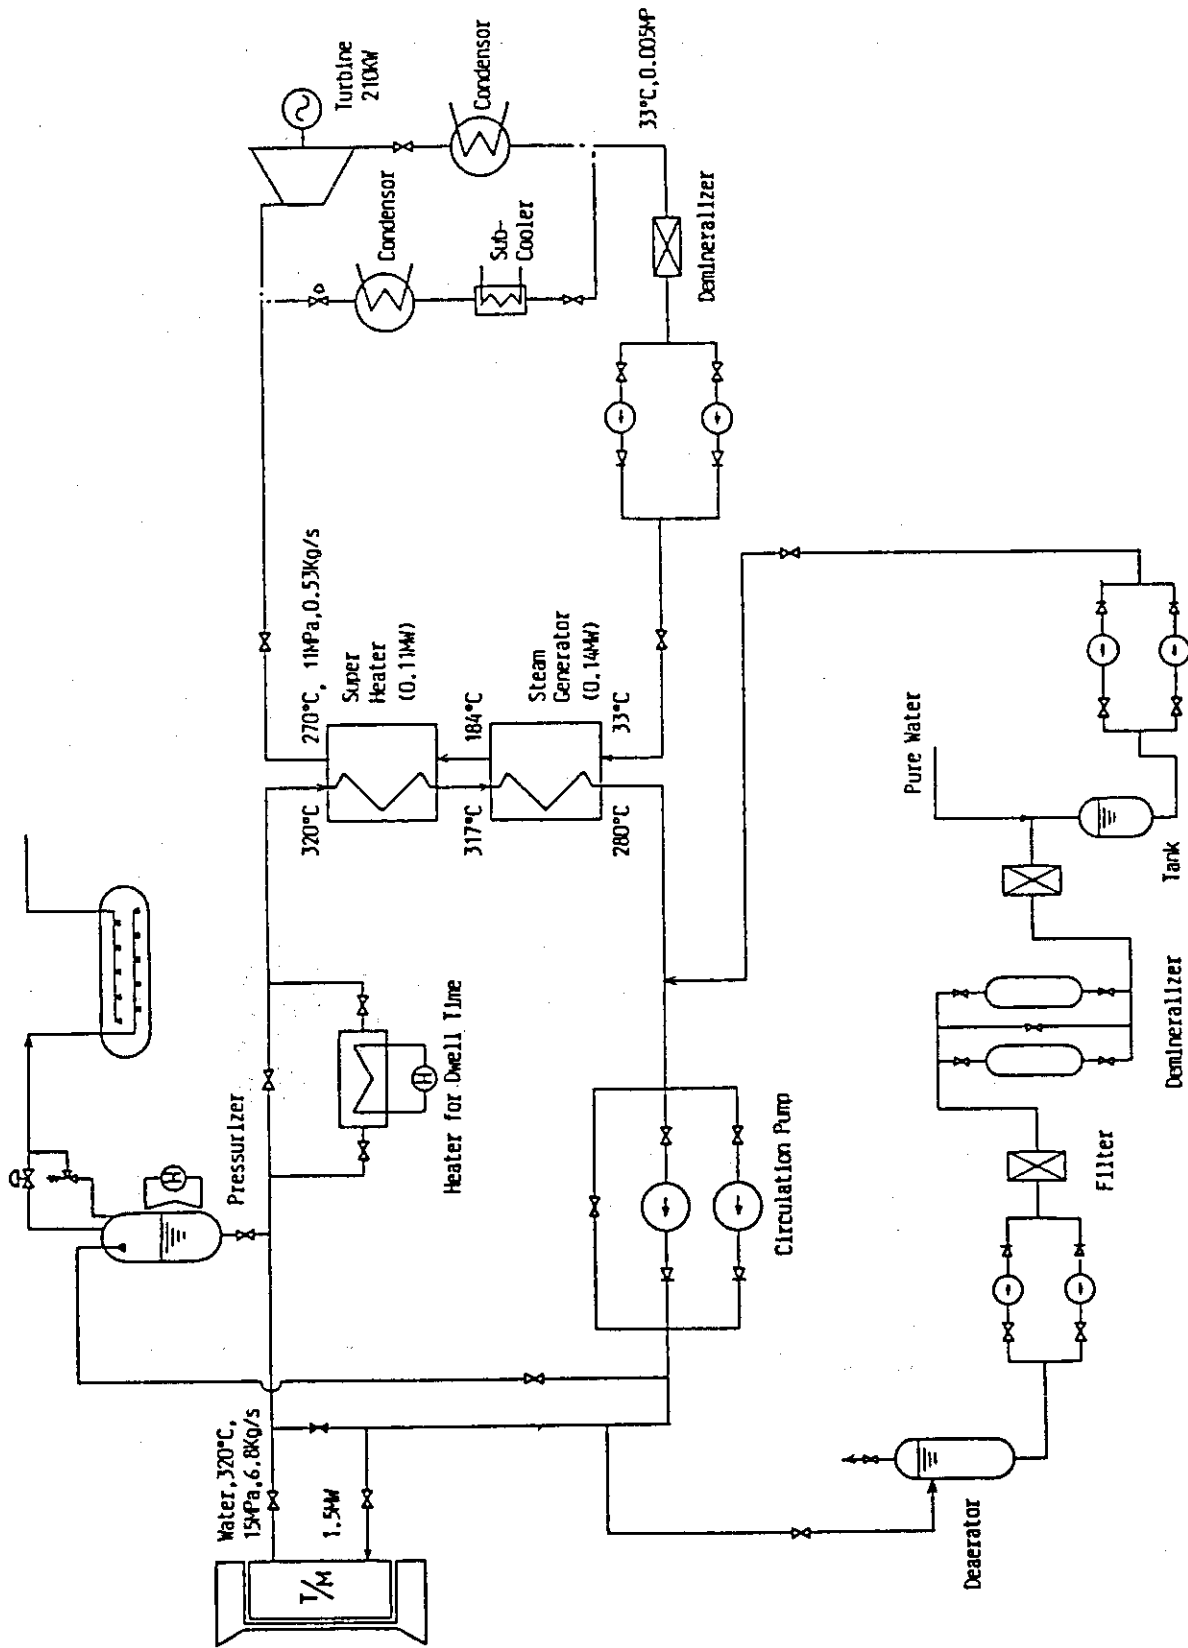 Turbine
210KW
Condensor
Condensor
Sub-
Cooler
33°C,0.005MP
Demineralizer
270°C, 11MPa,0.53Kg/s
Super
Heater
(0.11MW)
320°C
184°C
317°C
Steam
Generator
(0.14MW)
33°C
280°C
Pressurizer
H
Heater for Dwell Time
H
Circulation Pump
Water,320°C,
15MPa,6.8Kg/s
1.5MW
T/M
Pure Water
Tank
Demineralizer
Filter
Deaerator